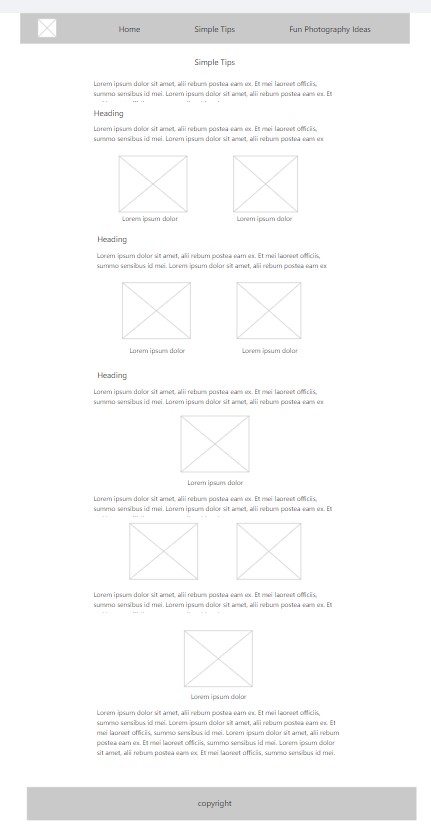 Home Simple Tips Fun Photography Ideas
Simple Tips
Lorem ipsum dolor sit amet, alii rebum postea eam ex. Et mei laoreet officiis,
summo sensibus id mei. Lorem ipsum dolor sit amet, alii rebum postea eam ex. Et
Heading
Lorem ipsum dolor sit amet, alii rebum postea eam ex. Et mei laoreet officiis,
summo sensibus id mei. Lorem ipsum dolor sit amet, alii rebum postea eam ex
Lorem ipsum dolor Lorem ipsum dolor
Heading
Lorem ipsum dolor sit amet, alii rebum postea eam ex. Et mei laoreet officiis,
summo sensibus id mei. Lorem ipsum dolor sit amet, alii rebum postea eam ex
Lorem ipsum dolor Lorem ipsum dolor
Heading
Lorem ipsum dolor sit amet, alii rebum postea eam ex. Et mei laoreet officiis,
summo sensibus id mei. Lorem ipsum dolor sit amet, alii rebum postea eam ex
Lorem ipsum dolor
Lorem ipsum dolor sit amet, alii rebum postea eam ex. Et mei laoreet officiis,
summo sensibus id mei. Lorem ipsum dolor sit amet, alii rebum postea eam ex. Et
Lorem ipsum dolor sit amet, alii rebum postea eam ex. Et mei laoreet officiis,
summo sensibus id mei. Lorem ipsum dolor sit amet, alii rebum postea eam ex. Et
Lorem ipsum dolor
Lorem ipsum dolor sit amet, alii rebum postea eam ex. Et mei laoreet officiis,
summo sensibus id mei. Lorem ipsum dolor sit amet, alii rebum postea eam ex. Et
mei laoreet officiis, summo sensibus id mei. Lorem ipsum dolor sit amet, alii rebum
postea eam ex. Et mei laoreet officiis, summo sensibus id mei. Lorem ipsum dolor
sit amet, alii rebum postea eam ex. Et mei laoreet officiis, summo sensibus id mei.
copyright